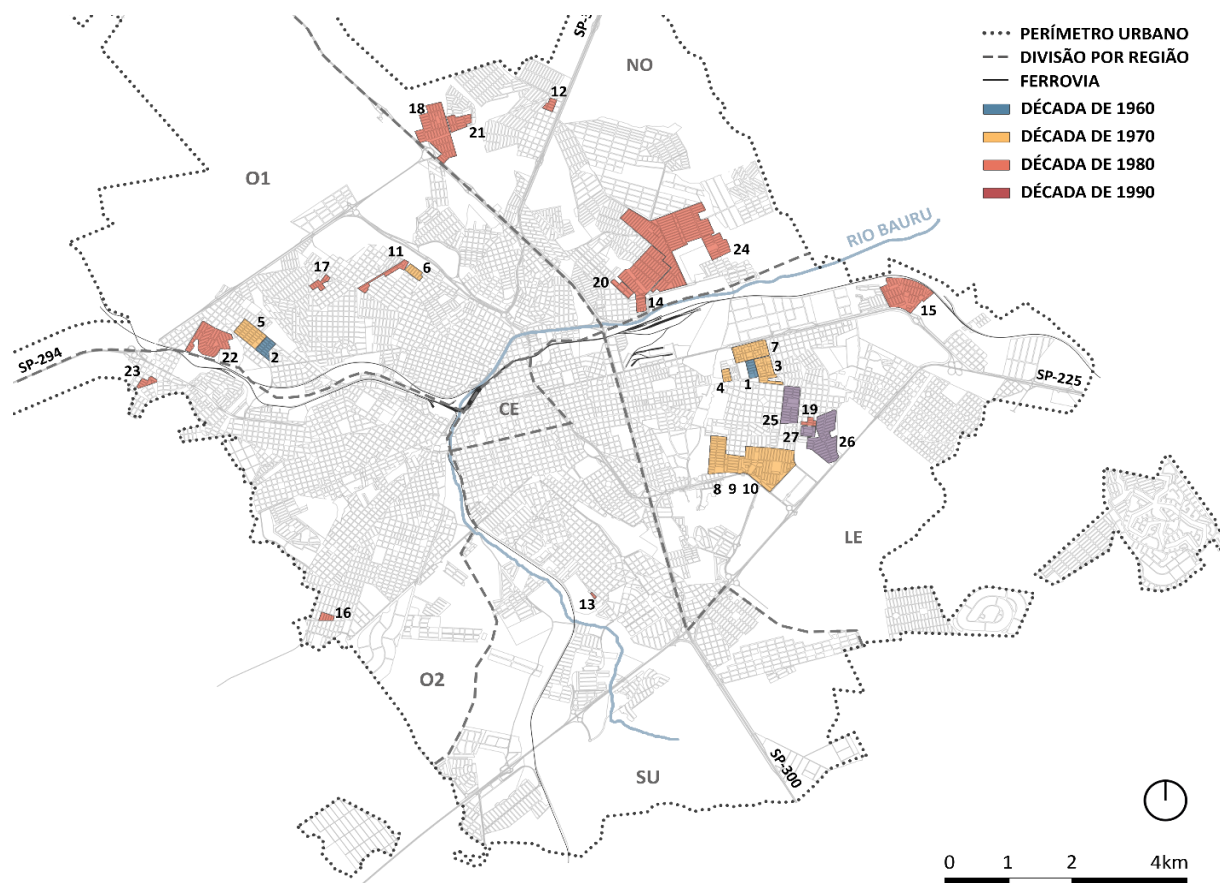 SP-
NO
PERÍMETRO URBANO
DIVISÃO POR REGIÃO
FERROVIA
DÉCADA DE 1960
DÉCADA DE 1970
DÉCADA DE 1980
DÉCADA DE 1990
12
18
21
O1
RIO BAURU
24
11
6
17
20
14
15
5
2
22
SP-294
23
7
3
1
4
SP-225
CE
25
19
27
26
8 9 10
LE
13
16
O2
SU
SP-300
0 1 2 4km